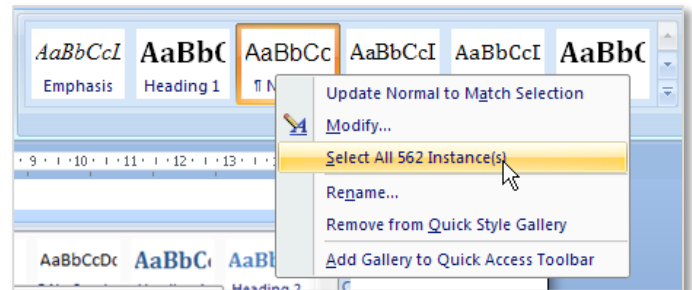 AaBbCcI AaBb( AaBbCc AaBbCcI AaBbCcI AaBb(
Emphasis Heading 1 ¶ N
Update Normal to Match Selection
Modify...
Select All 562 Instance(s)
Rename...
Remove from Quick Style Gallery
Add Gallery to Quick Access Toolbar
9 · 10 · 11 · 12 · 13
AaBbCcDc AaBbC AaBb
Heading 2